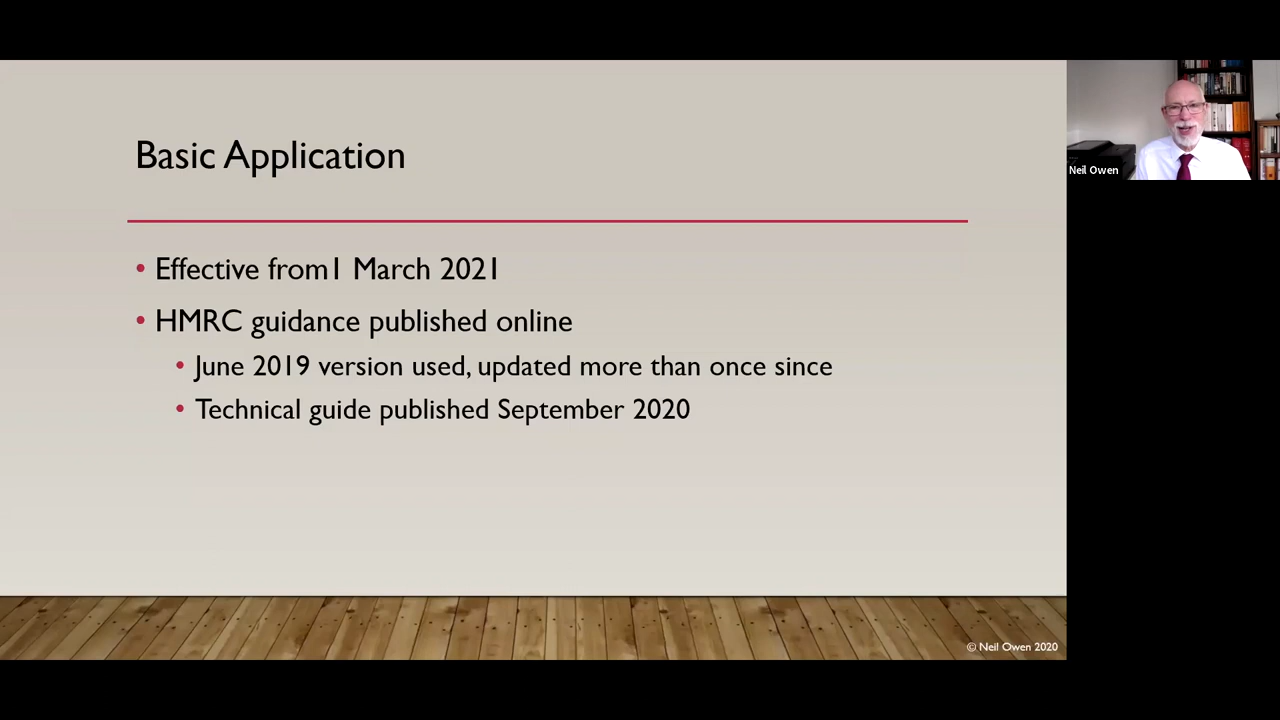 Basic Application
• Effective from1 March 2021
• HMRC guidance published online
• June 2019 version used, updated more than once since
• Technical guide published September 2020
© Neil Owen 2020
Neil Owen